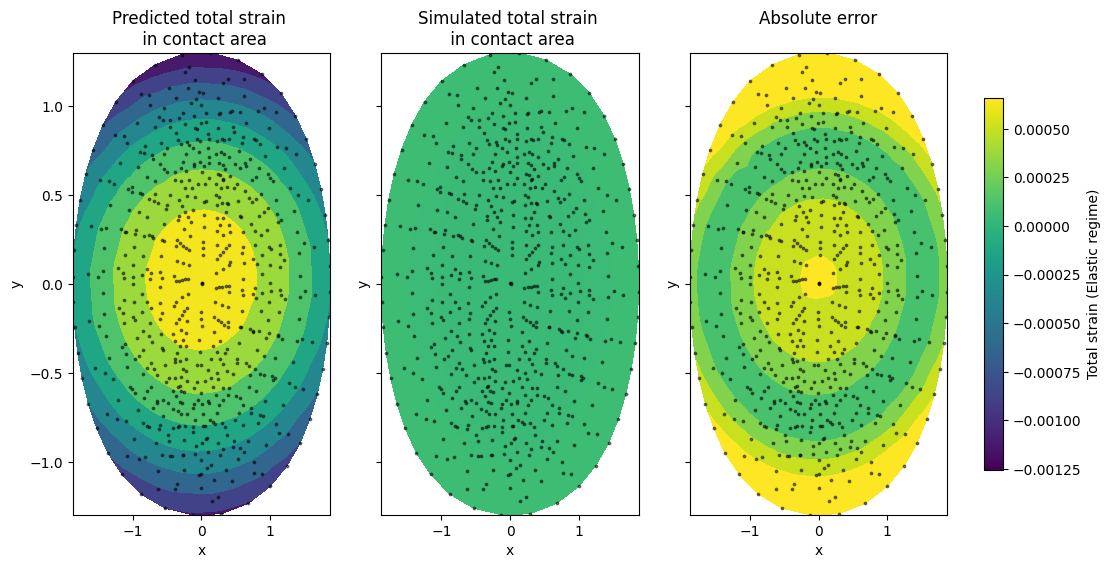 Predicted total strain
in contact area
Simulated total strain
in contact area
Absolute error
y
1.0
0.5
0.0
−0.5
−1.0
−1
0
1
x
y
−1
0
1
x
y
−1
0
1
x
0.00050
0.00025
0.00000
−0.00025
−0.00050
−0.00075
−0.00100
−0.00125
Total strain (Elastic regime)